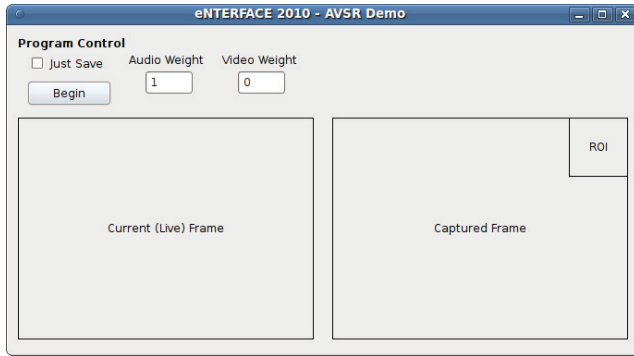 eNTERFACE 2010 - AVSR Demo
Program Control
Just Save
Audio Weight
Video Weight
Begin
1
0
ROI
Current (Live) Frame
Captured Frame